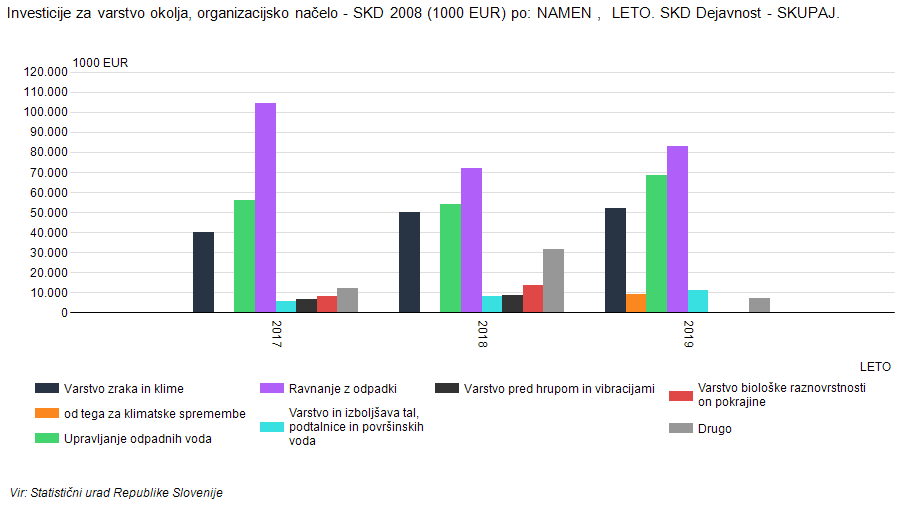 Investicije za varstvo okolja, organizacijsko načelo - SKD 2008 (1000 EUR) po: NAMEN , LETO. SKD Dejavnost - SKUPAJ.
1000 EUR
120.000
110.000
100.000
90.000
80.000
70.000
60.000
50.000
40.000
30.000
20.000
10.000
0
2017
2018
2019
LETO
Varstvo zraka in klime
od tega za klimatske spremembe
Upravljanje odpadnih voda
Ravnanje z odpadki
Varstvo in izboljšava tal,
podtalnice in površinskih
voda
Varstvo pred hrupom in vibracijami
Varstvo biološke raznovrstnosti
on pokrajine
Drugo
Vir: Statistični urad Republike Slovenije